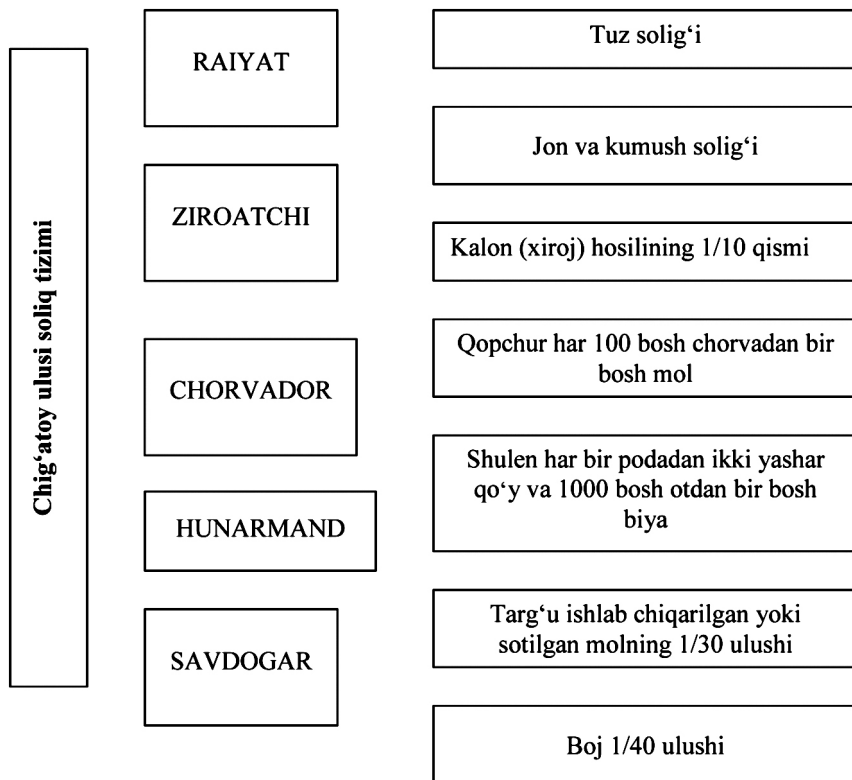 Chig‘atoy ulusi soliq tizimi
RAIYAT
ZIROATCHI
CHORVADOR
HUNARMAND
SAVDOGAR
Tuz solig‘i
Jon va kumush solig‘i
Kalon (xiroj) hosilining 1/10 qismi
Qopchur har 100 bosh chorvadan bir
bosh mol
Shulen har bir podadan ikki yashar
qo‘y va 1000 bosh otdan bir bosh
biya
Targ‘u ishlab chiqarilgan yoki
sotilgan molning 1/30 ulushi
Boj 1/40 ulushi